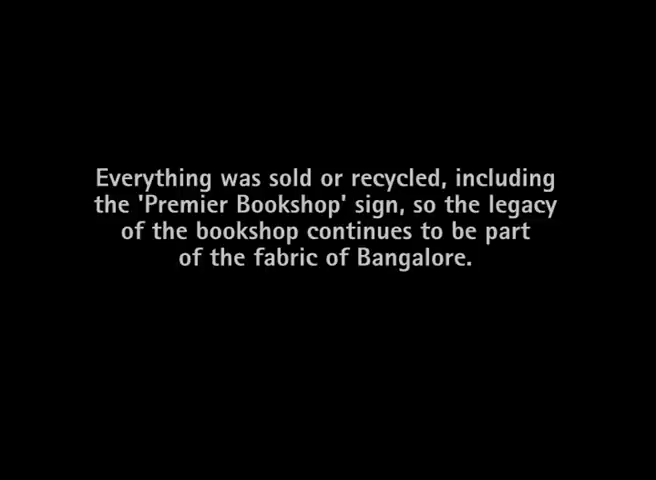 Everything was sold or recycled, including
the 'Premier Bookshop' sign, so the legacy
of the bookshop continues to be part
of the fabric of Bangalore.